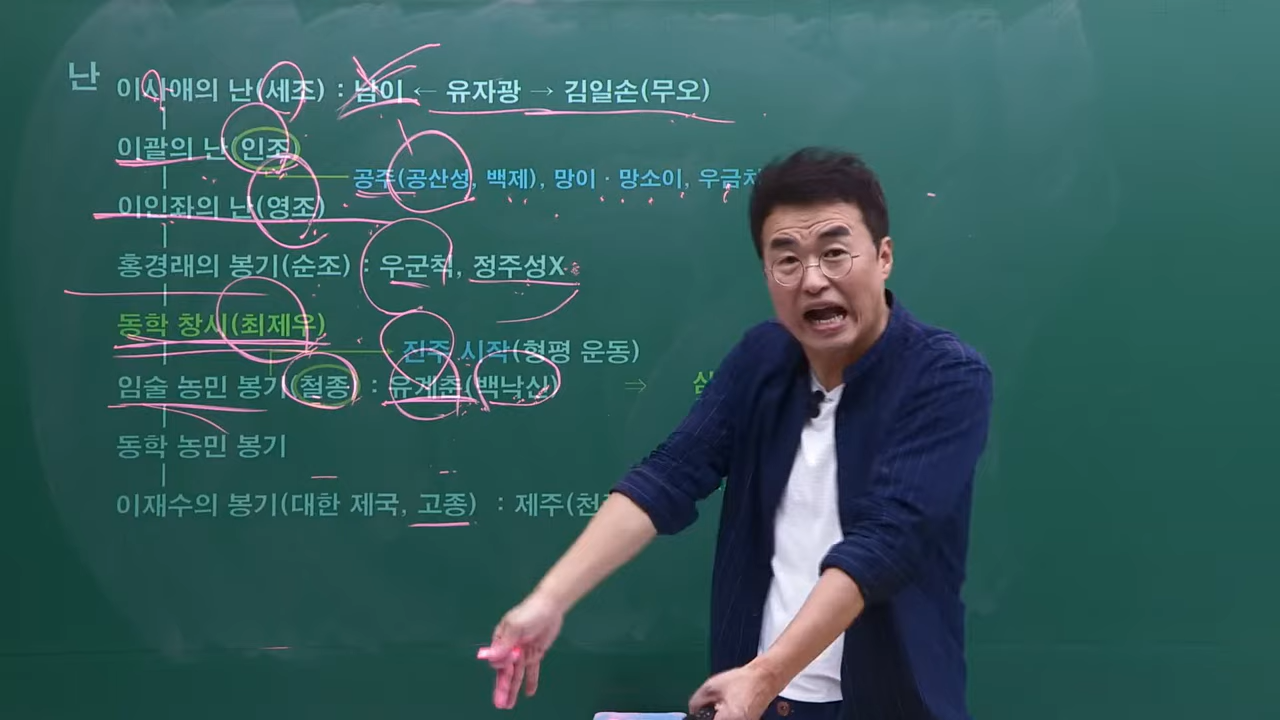 난
이시애의 난(세조) : 남이 ← 유자광 → 김일손(무오)
이괄의 난(인조)
공주(공산성, 백제), 망이·망소이,
이인좌의 난(영조)
홍경래의 봉기(순조) : 우군칙, 정주성X
동학 창시(최제우)
진주 시작(형평 운동)
임술 농민 봉기(철종) : 유계춘(백낙신) ⇒
동학 농민 봉기
이재수의 봉기(대한 제국, 고종) :